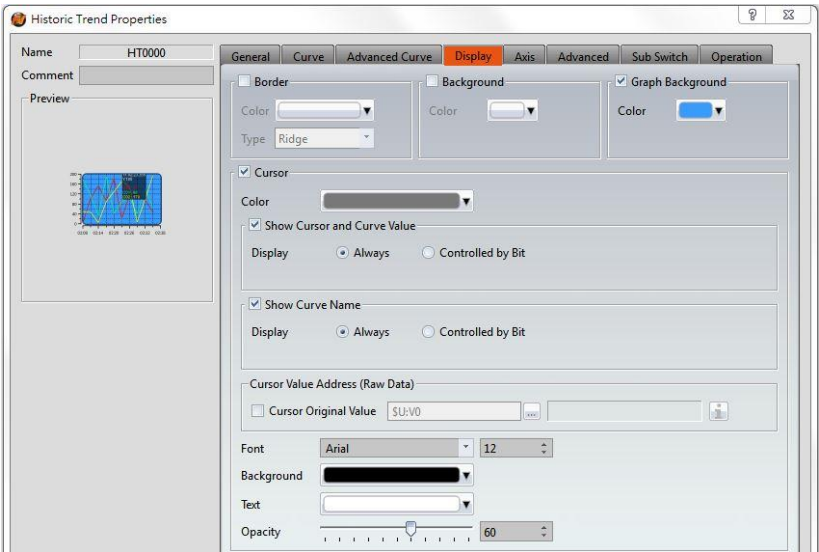 Historic Trend Properties
Name HT0000
Comment
Preview
General Curve Advanced Curve Display Axis Advanced Sub Switch Operation
Border Background Graph Background
Color Color Color
Type Ridge
Cursor
Color
Show Cursor and Curve Value
Display Always Controlled by Bit
Show Curve Name
Display Always Controlled by Bit
Cursor Value Address (Raw Data)
Cursor Original Value $U:V0 ...
Font Arial 12
Background
Text
Opacity 60